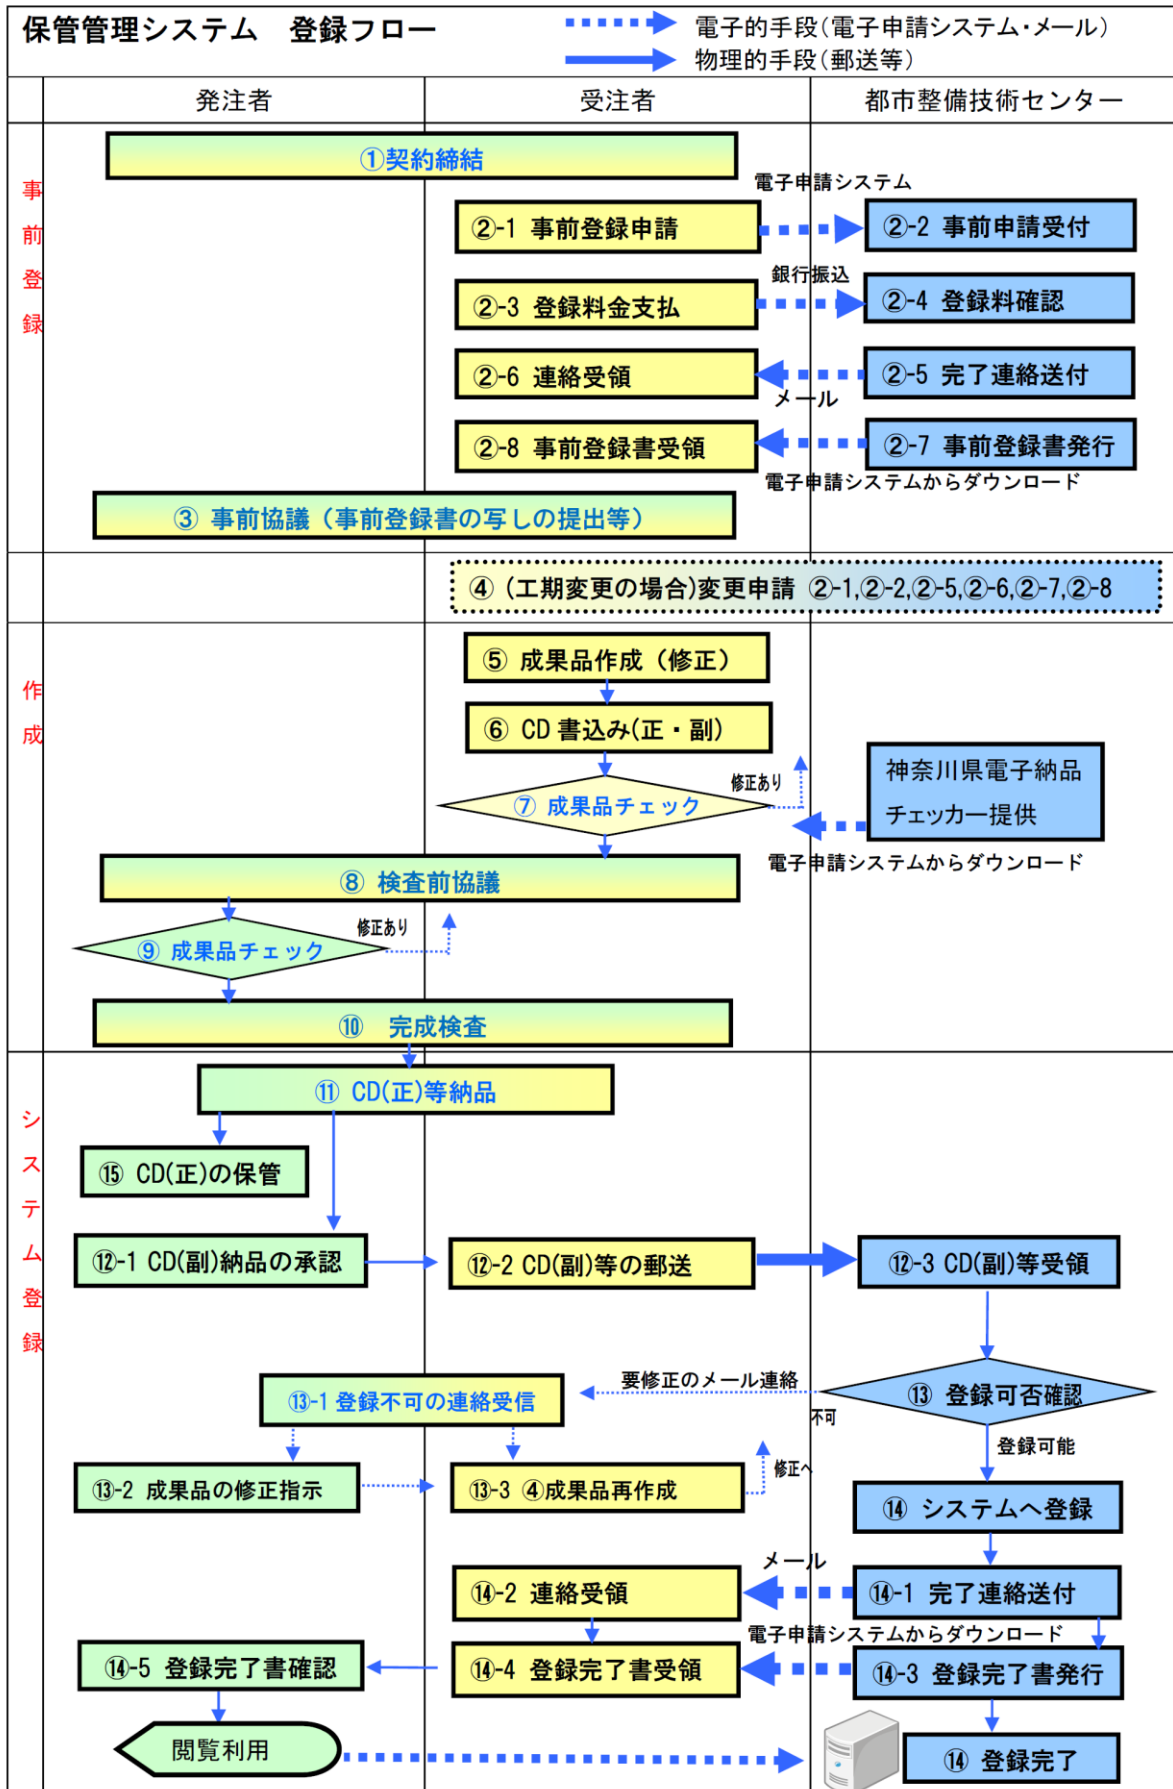 保管管理システム　登録フロー
電子的手段(電子申請システム･メール)
物理的手段(郵送等)
発注者
受注者
都市整備技術センター
事前登録
①契約締結
電子申請システム
②-1 事前登録申請
②-2 事前申請受付
銀行振込
②-3 登録料金支払
②-4 登録料確認
②-6 連絡受領
②-5 完了連絡送付
メール
②-8 事前登録書受領
②-7 事前登録書発行
電子申請システムからダウンロード
③ 事前協議（事前登録書の写しの提出等）
④ (工期変更の場合)変更申請 ②-1,②-2,②-5,②-6,②-7,②-8
作成
⑤ 成果品作成（修正）
⑥ CD 書込み(正・副)
修正あり
⑦ 成果品チェック
神奈川県電子納品
チェッカー提供
電子申請システムからダウンロード
⑧ 検査前協議
修正あり
⑨ 成果品チェック
⑩　完成検査
システム登録
⑪ CD(正)等納品
⑮ CD(正)の保管
⑫-1 CD(副)納品の承認
⑫-2 CD(副)等の郵送
⑫-3 CD(副)等受領
要修正のメール連絡
⑬ 登録可否確認
⑬-1 登録不可の連絡受信
不可
登録可能
修正へ
⑬-2 成果品の修正指示
⑬-3 ④成果品再作成
⑭ システムへ登録
メール
⑭-2 連絡受領
⑭-1 完了連絡送付
電子申請システムからダウンロード
⑭-5 登録完了書確認
⑭-4 登録完了書受領
⑭-3 登録完了書発行
閲覧利用
⑭ 登録完了